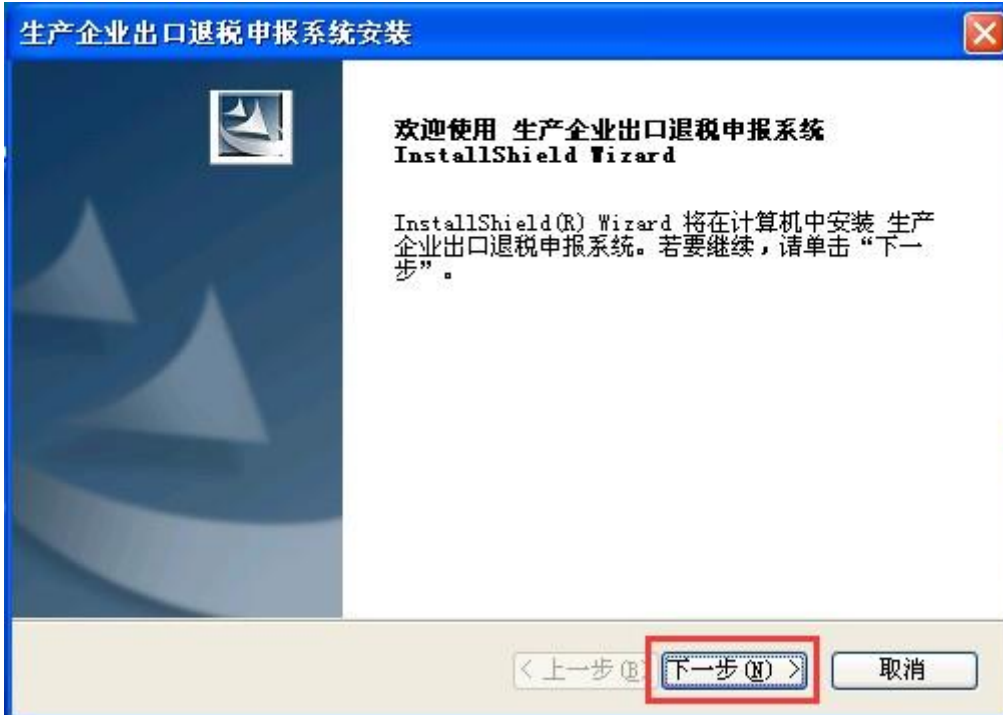 生产企业出口退税申报系统安装
欢迎使用 生产企业出口退税申报系统
InstallShield Wizard
InstallShield(R) Wizard 将在计算机中安装 生产
企业出口退税申报系统。若要继续，请单击“下一
步”。
< 上一步(B) 下一步(N) > 取消